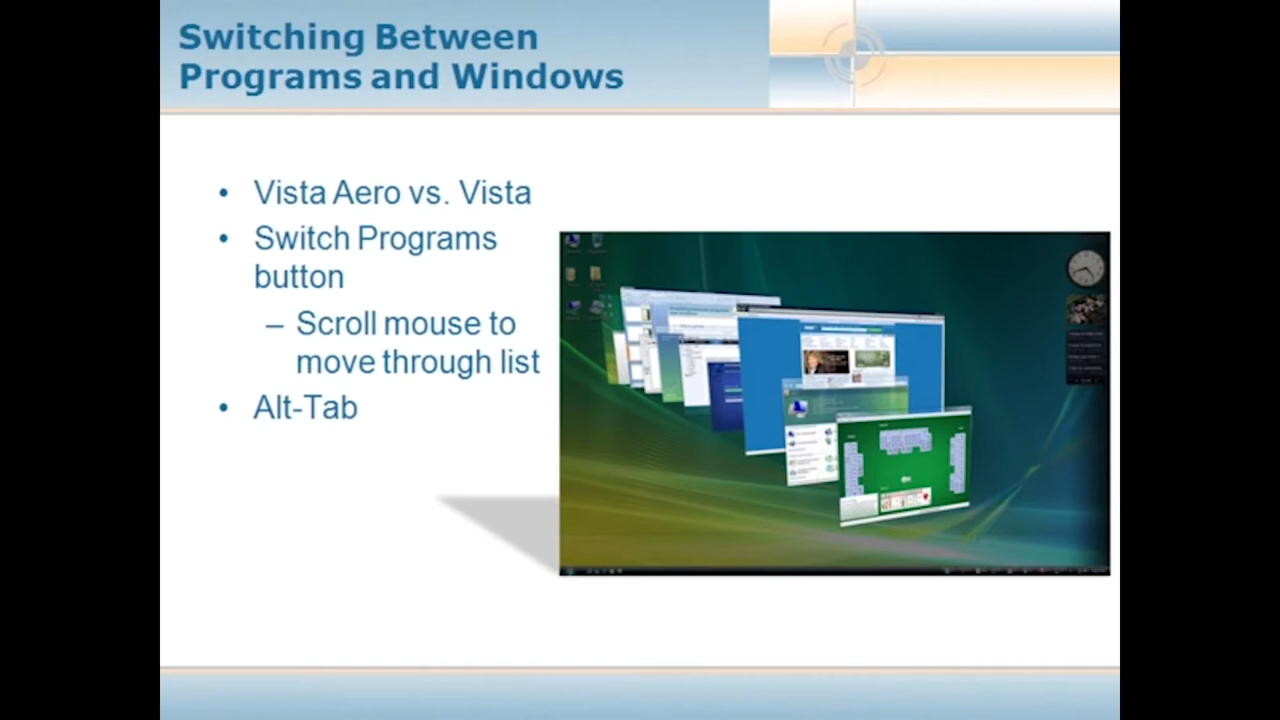 Switching Between
Programs and Windows
• Vista Aero vs. Vista
• Switch Programs
button
– Scroll mouse to
move through list
• Alt-Tab